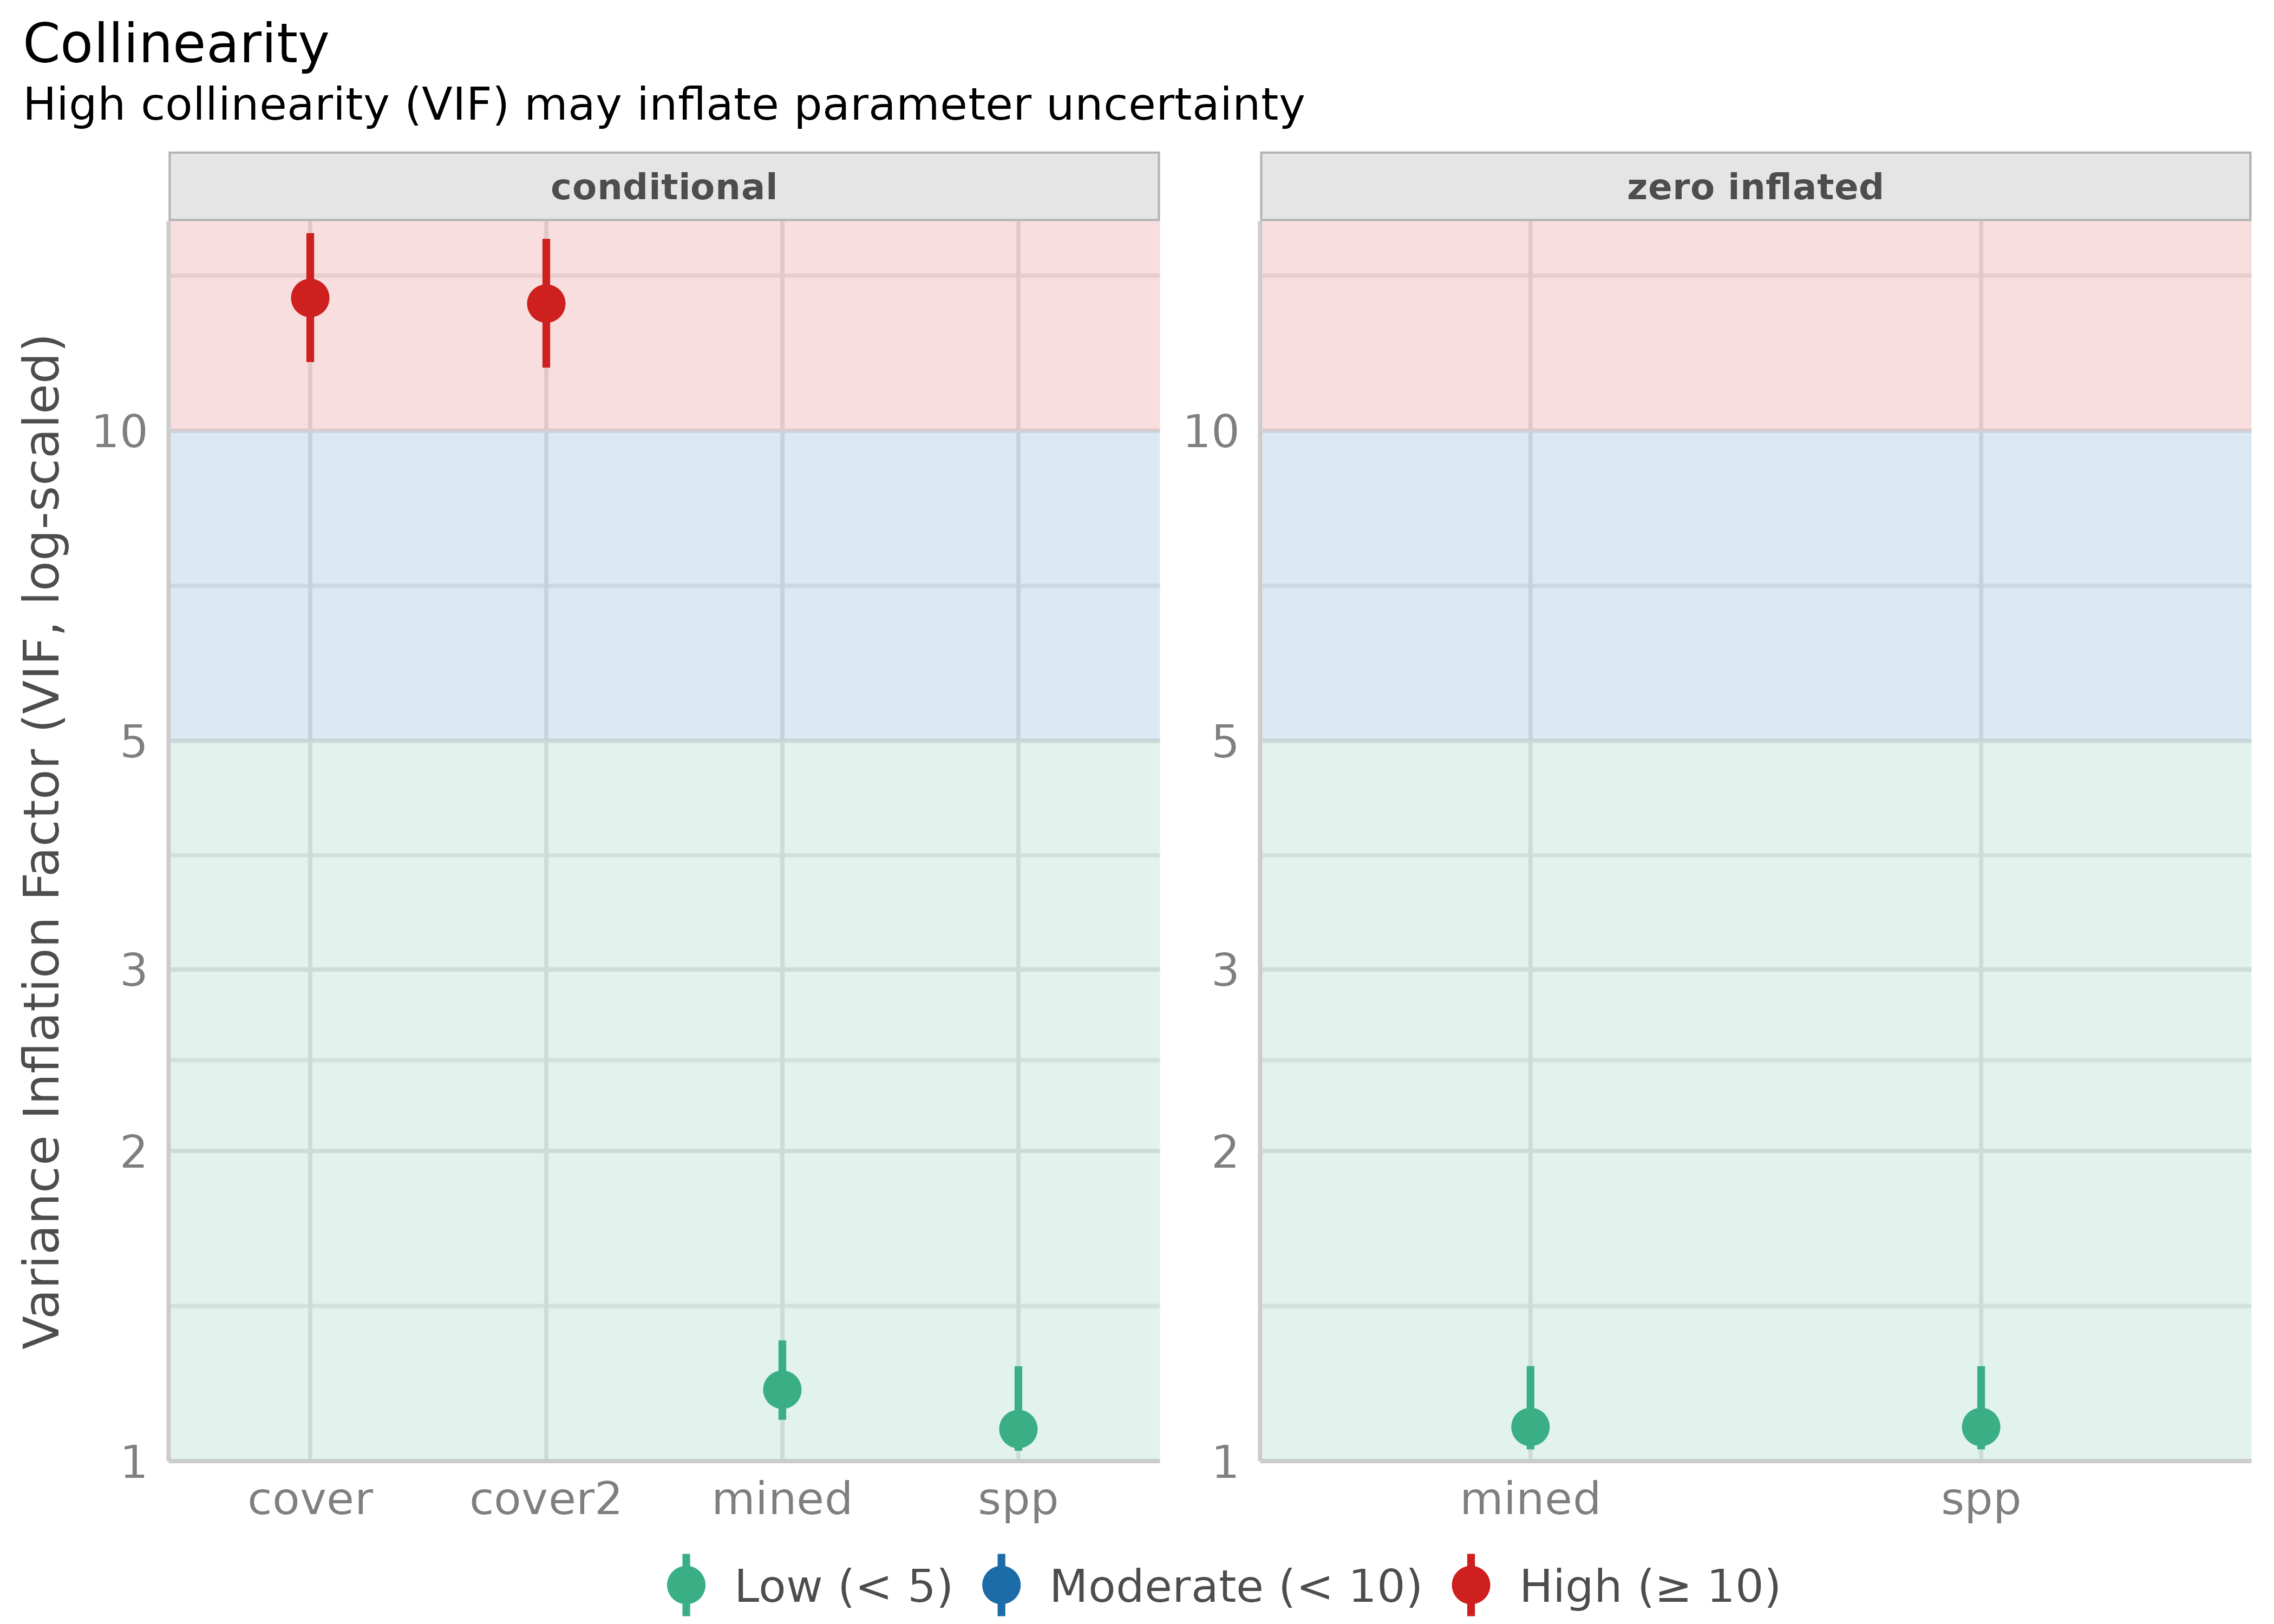 Collinearity
High collinearity (VIF) may inflate parameter uncertainty
conditional
zero inflated
Variance Inflation Factor (VIF, log-scaled)
10
5
3
2
1
10
5
3
2
1
cover cover2 mined spp
mined spp
Low (< 5) Moderate (< 10) High (≥ 10)